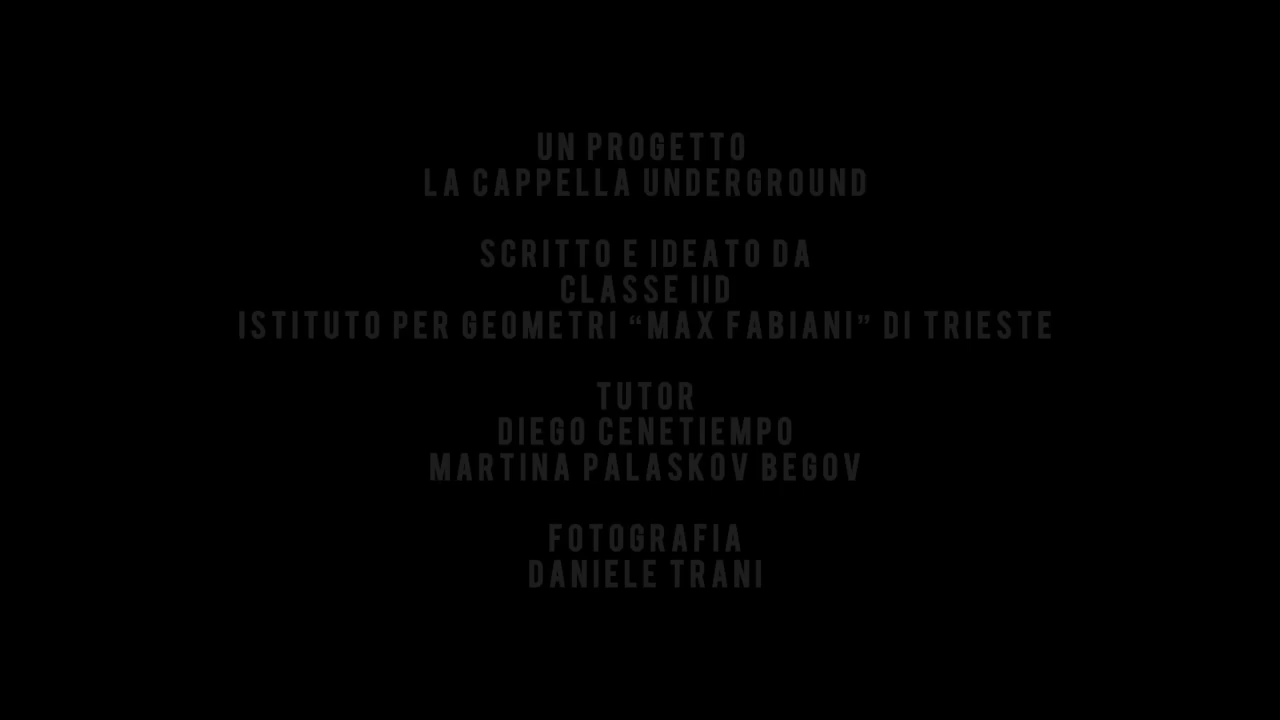 UN PROGETTO
LA CAPPELLA UNDERGROUND
SCRITTO E IDEATO DA
CLASSE IID
ISTITUTO PER GEOMETRI “MAX FABIANI” DI TRIESTE
TUTOR
DIEGO CENETIEMPO
MARTINA PALASKOV BEGOV
FOTOGRAFIA
DANIELE TRANI